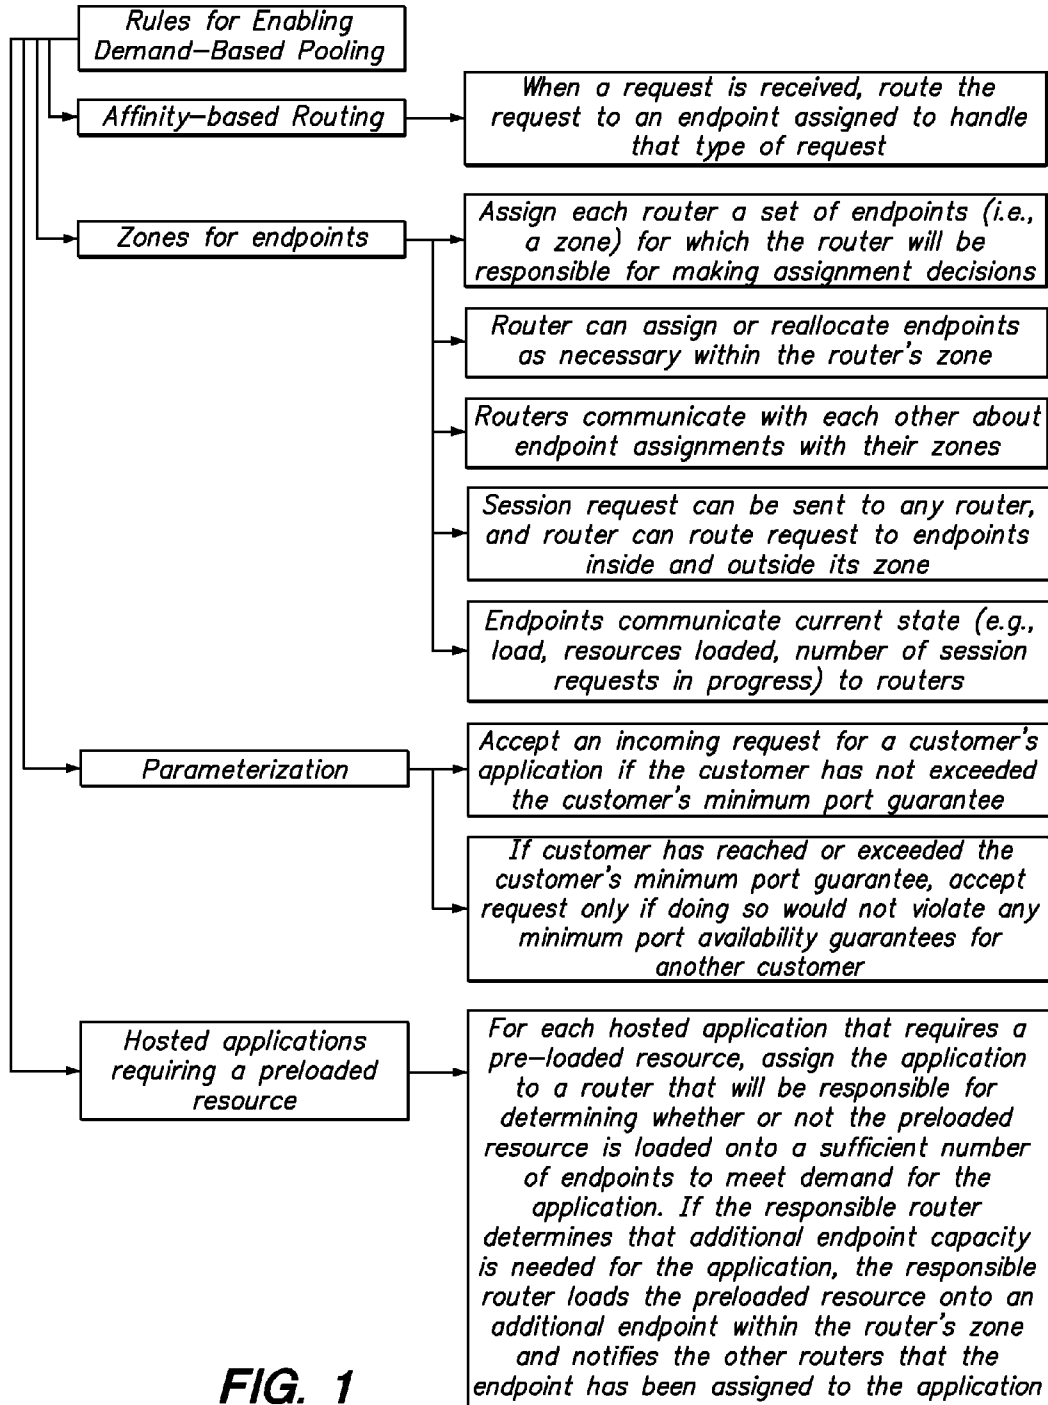 Rules for Enabling
Demand-Based Pooling
Affinity-based Routing
When a request is received, route the
request to an endpoint assigned to handle
that type of request
Zones for endpoints
Assign each router a set of endpoints (i.e.,
a zone) for which the router will be
responsible for making assignment decisions
Router can assign or reallocate endpoints
as necessary within the router's zone
Routers communicate with each other about
endpoint assignments with their zones
Session request can be sent to any router,
and router can route request to endpoints
inside and outside its zone
Endpoints communicate current state (e.g.,
load, resources loaded, number of session
requests in progress) to routers
Parameterization
Accept an incoming request for a customer's
application if the customer has not exceeded
the customer's minimum port guarantee
If customer has reached or exceeded the
customer's minimum port guarantee, accept
request only if doing so would not violate any
minimum port availability guarantees for
another customer
Hosted applications
requiring a preloaded
resource
For each hosted application that requires a
pre-loaded resource, assign the application
to a router that will be responsible for
determining whether or not the preloaded
resource is loaded onto a sufficient number
of endpoints to meet demand for the
application. If the responsible router
determines that additional endpoint capacity
is needed for the application, the responsible
router loads the preloaded resource onto an
additional endpoint within the router's zone
and notifies the other routers that the
endpoint has been assigned to the application
FIG. 1